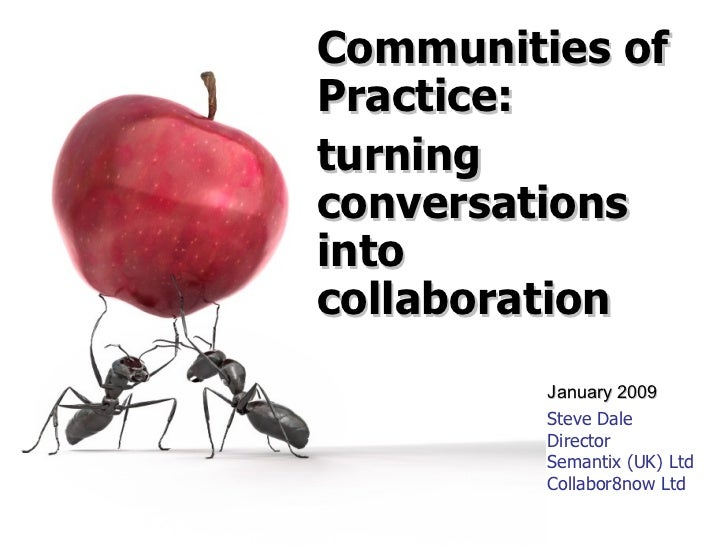 Communities of
Practice:
turning
conversations
into
collaboration
January 2009
Steve Dale
Director
Semantix (UK) Ltd
Collabor8now Ltd